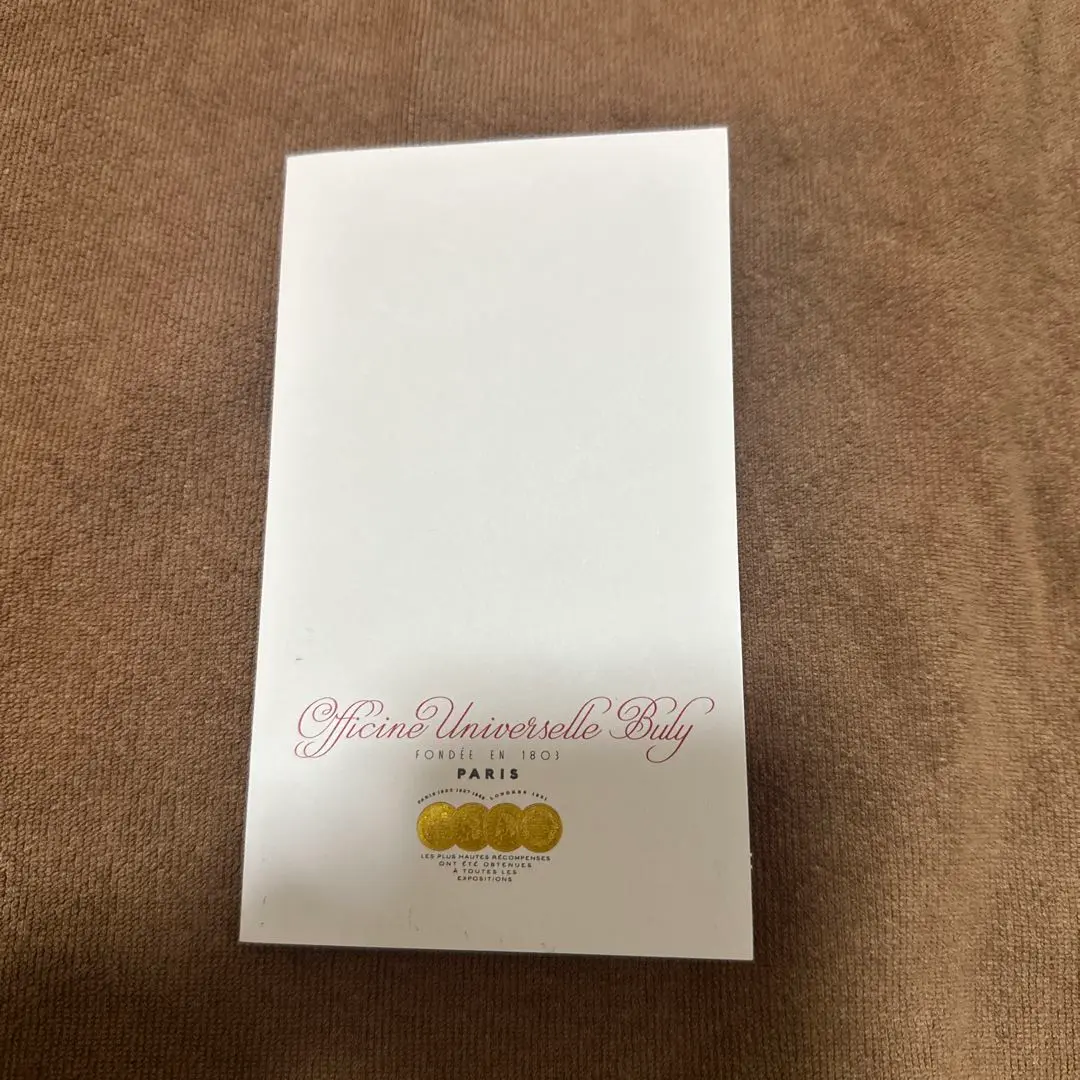 Officine Universelle Buly
FONDÉE EN 1803
PARIS
LES PLUS HAUTES RÉCOMPENSES
ONT ÉTÉ OBTENUES
À TOUTES LES
EXPOSITIONS